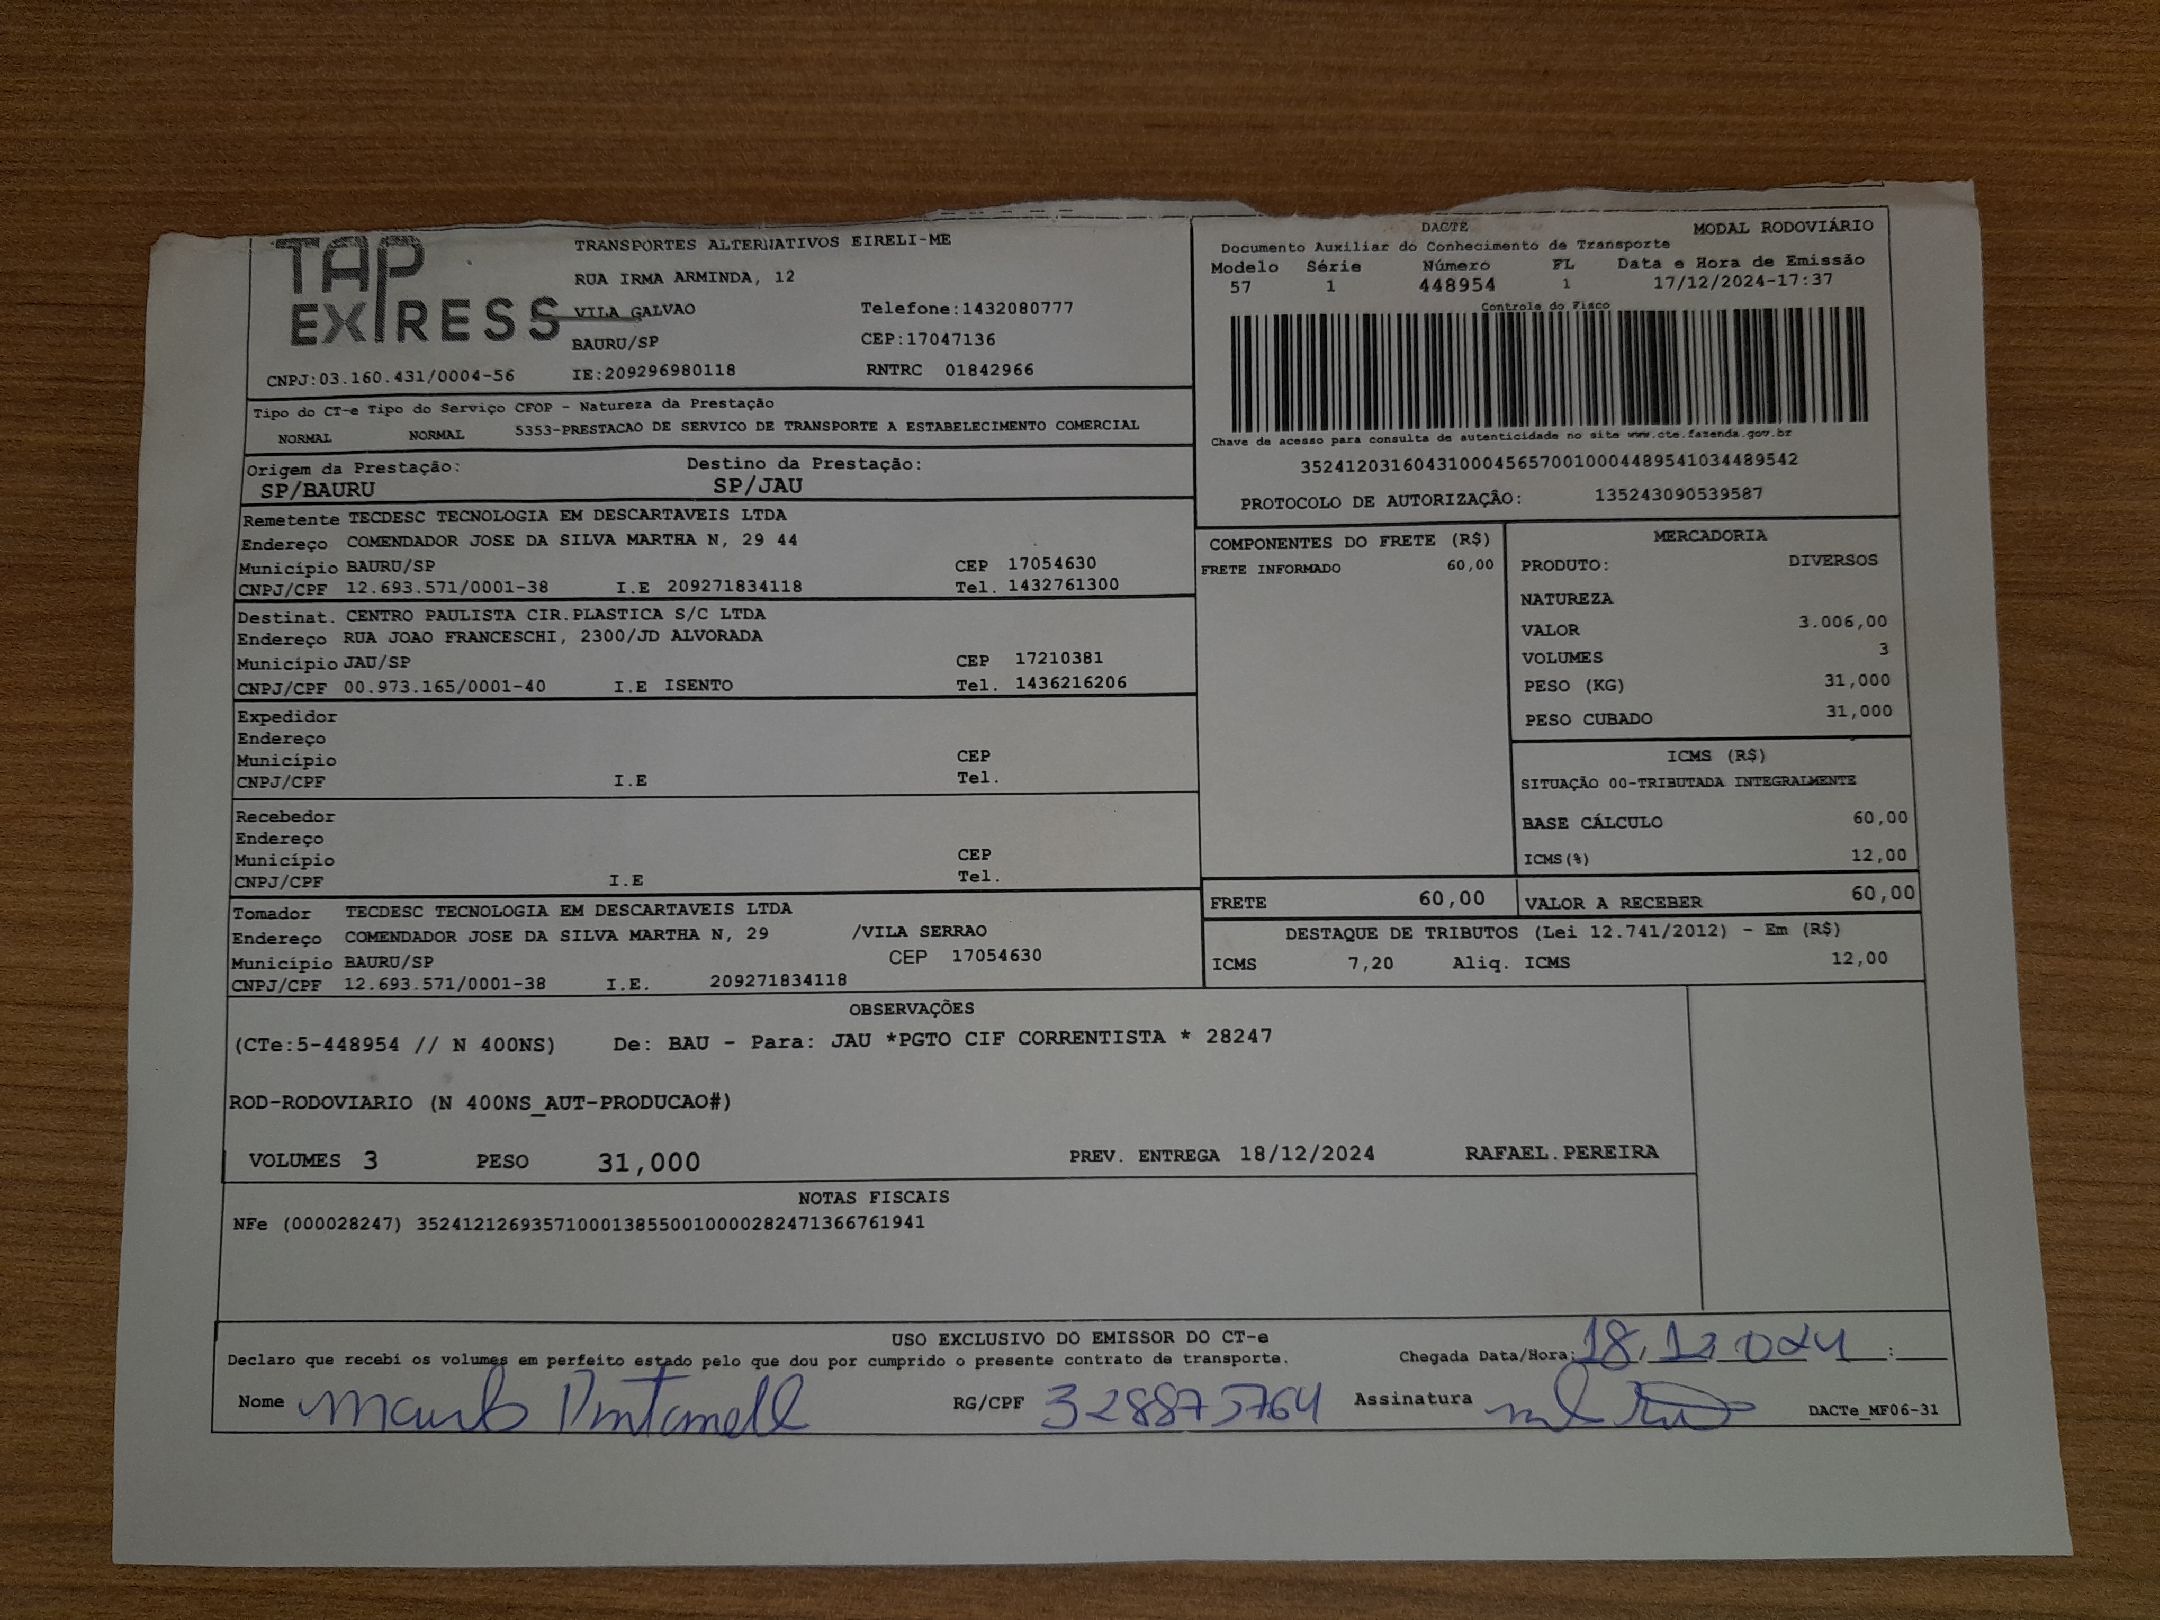 TAP EXPRESS
TRANSPORTES ALTERNATIVOS EIRELI-ME
RUA IRMA ARMINDA, 12
VILA GALVAO Telefone:1432080777
BAURU/SP CEP:17047136
CNPJ:03.160.431/0004-56 IE:209296980118 RNTRC 01842966
DACTE MODAL RODOVIÁRIO
Documento Auxiliar do Conhecimento de Transporte
Modelo Série Número FL Data e Hora de Emissão
57 1 448954 1 17/12/2024-17:37
Controle do Fisco
Chave de acesso para consulta de autenticidade no site www.cte.fazenda.gov.br
35241203160431000456570010004489541034489542
PROTOCOLO DE AUTORIZAÇÃO: 135243090539587
Tipo do CT-e Tipo do Serviço CFOP - Natureza da Prestação
NORMAL NORMAL 5353-PRESTACAO DE SERVICO DE TRANSPORTE A ESTABELECIMENTO COMERCIAL
Origem da Prestação: Destino da Prestação:
SP/BAURU SP/JAU
Remetente TECDESC TECNOLOGIA EM DESCARTAVEIS LTDA
Endereço COMENDADOR JOSE DA SILVA MARTHA N, 29 44
Município BAURU/SP CEP 17054630
CNPJ/CPF 12.693.571/0001-38 I.E 209271834118 Tel. 1432761300
Destinat. CENTRO PAULISTA CIR.PLASTICA S/C LTDA
Endereço RUA JOAO FRANCESCHI, 2300/JD ALVORADA
Município JAU/SP CEP 17210381
CNPJ/CPF 00.973.165/0001-40 I.E ISENTO Tel. 1436216206
Expedidor
Endereço
Município CEP
CNPJ/CPF I.E Tel.
Recebedor
Endereço
Município CEP
CNPJ/CPF I.E Tel.
Tomador TECDESC TECNOLOGIA EM DESCARTAVEIS LTDA
Endereço COMENDADOR JOSE DA SILVA MARTHA N, 29 /VILA SERRAO
Município BAURU/SP CEP 17054630
CNPJ/CPF 12.693.571/0001-38 I.E. 209271834118
COMPONENTES DO FRETE (R$)
FRETE INFORMADO 60,00
MERCADORIA
PRODUTO: DIVERSOS
NATUREZA
VALOR 3.006,00
VOLUMES 3
PESO (KG) 31,000
PESO CUBADO 31,000
ICMS (R$)
SITUAÇÃO 00-TRIBUTADA INTEGRALMENTE
BASE CÁLCULO 60,00
ICMS(%) 12,00
FRETE 60,00 VALOR A RECEBER 60,00
DESTAQUE DE TRIBUTOS (Lei 12.741/2012) - Em (R$)
ICMS 7,20 Aliq. ICMS 12,00
OBSERVAÇÕES
(CTe:5-448954 // N 400NS) De: BAU - Para: JAU *PGTO CIF CORRENTISTA * 28247
ROD-RODOVIARIO (N 400NS_AUT-PRODUCAO#)
VOLUMES 3 PESO 31,000 PREV. ENTREGA 18/12/2024 RAFAEL.PEREIRA
NOTAS FISCAIS
NFe (000028247) 35241212693571000138550010000282471366761941
USO EXCLUSIVO DO EMISSOR DO CT-e
Declaro que recebi os volumes em perfeito estado pelo que dou por cumprido o presente contrato de transporte. Chegada Data/Hora: 18, 12 024 :
Nome RG/CPF 328875764 Assinatura DACTe_MF06-31